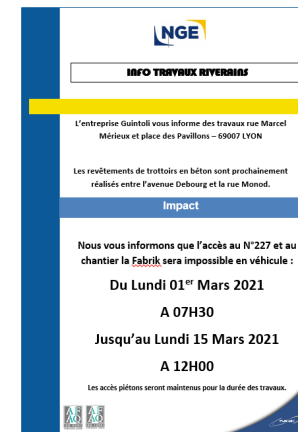 NGE
INFO TRAVAUX RIVERAINS
L'entreprise Guintoli vous informe des travaux rue Marcel
Mérieux et place des Pavillons – 69007 LYON
Les revêtements de trottoirs en béton sont prochainement
réalisés entre l'avenue Debourg et la rue Monod.
Impact
Nous vous informons que l'accès au N°227 et au
chantier la Fabrik sera impossible en véhicule :
Du Lundi 01er Mars 2021
A 07H30
Jusqu'au Lundi 15 Mars 2021
A 12H00
Les accès piétons seront maintenus pour la durée des travaux.